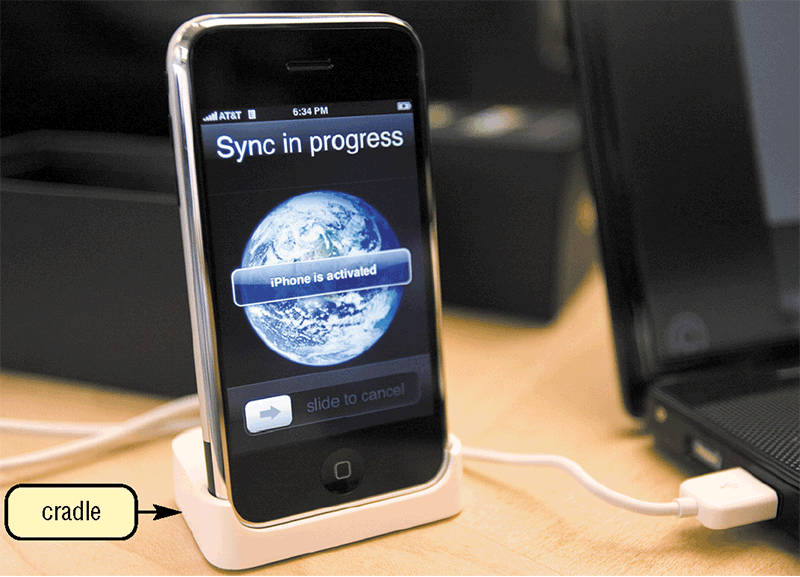 AT&T 6:34 PM
Sync in progress
iPhone is activated
slide to cancel
cradle